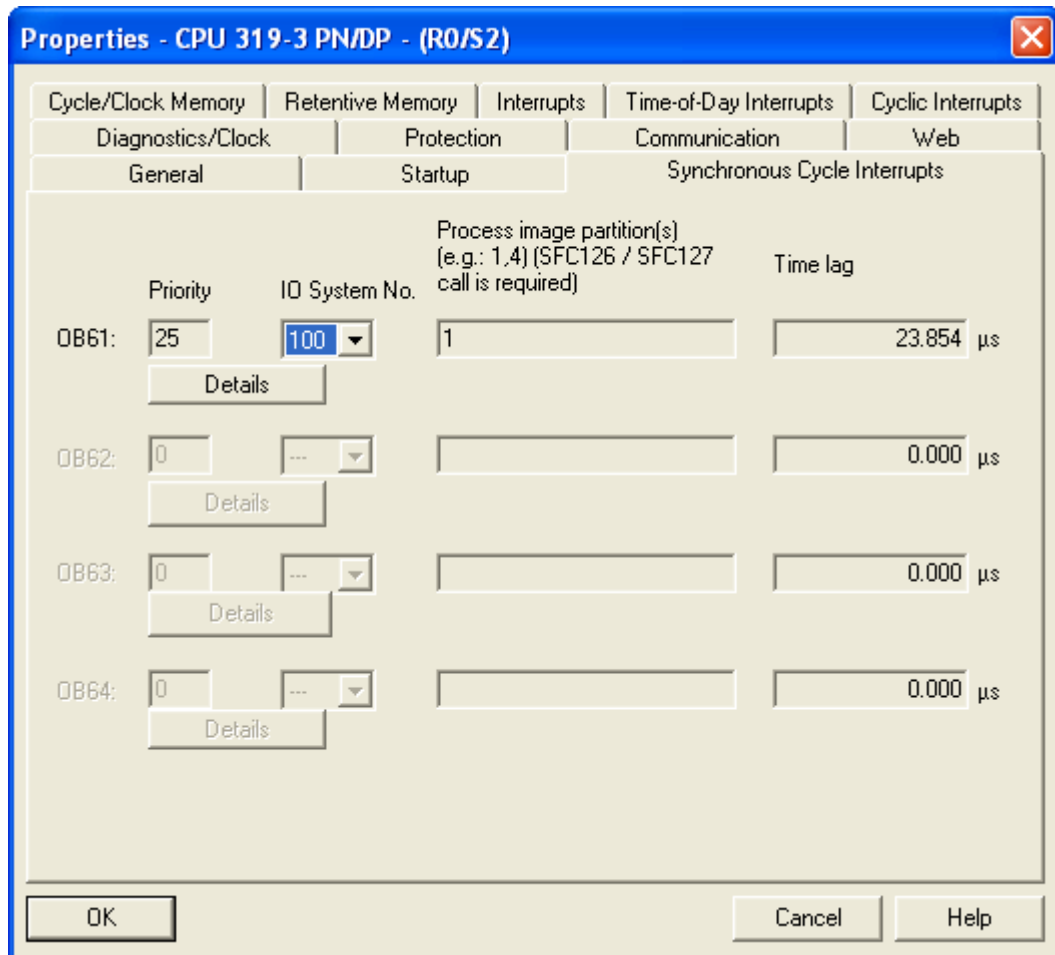 Properties - CPU 319-3 PN/DP - (R0/S2)
Cycle/Clock Memory Retentive Memory Interrupts Time-of-Day Interrupts Cyclic Interrupts
Diagnostics/Clock Protection Communication Web
General Startup Synchronous Cycle Interrupts
Process image partition(s)
(e.g.: 1,4) (SFC126 / SFC127
call is required)
Priority IO System No. Time lag
OB61: 25 100 1 23.854 µs
Details
OB62: 0 --- 0.000 µs
Details
OB63: 0 --- 0.000 µs
Details
OB64: 0 --- 0.000 µs
Details
OK Cancel Help